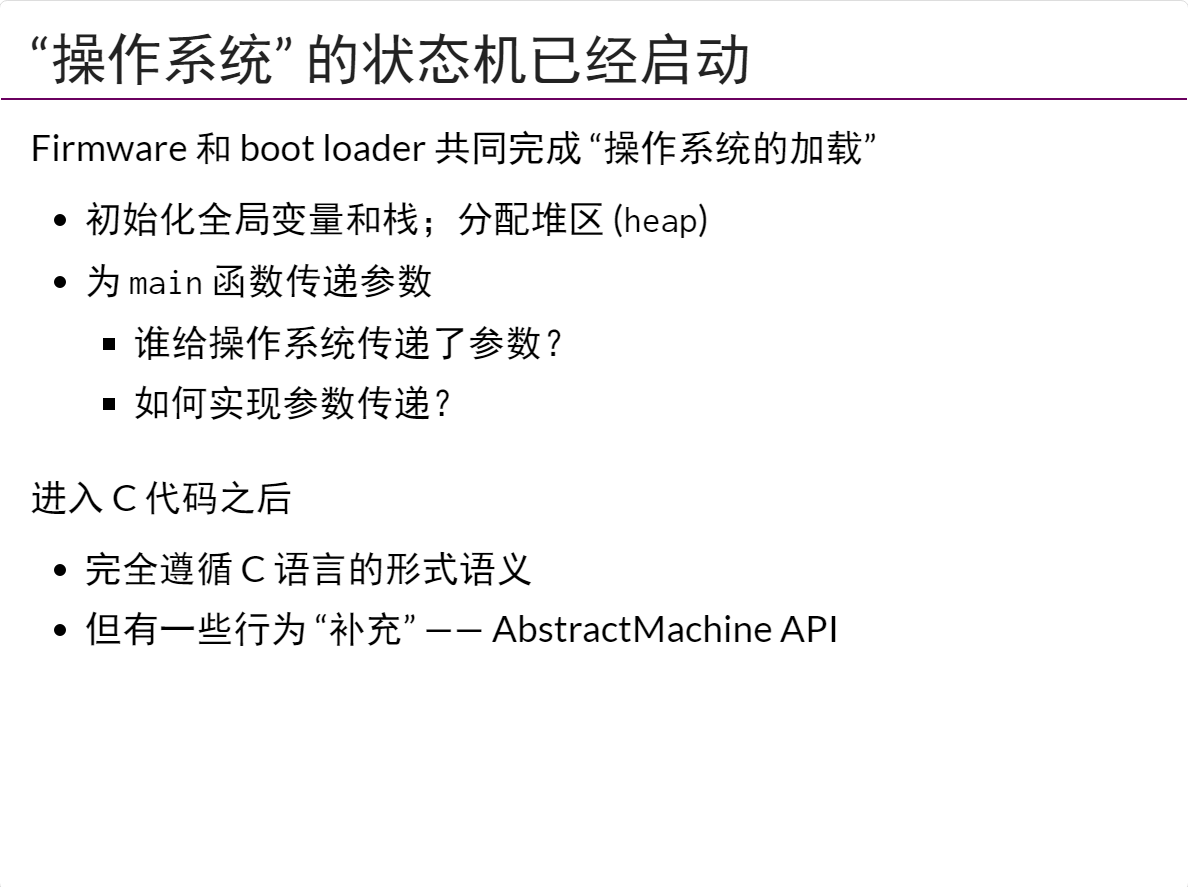 “操作系统” 的状态机已经启动
Firmware 和 boot loader 共同完成 “操作系统的加载”
• 初始化全局变量和栈；分配堆区 (heap)
• 为 main 函数传递参数
▪ 谁给操作系统传递了参数？
▪ 如何实现参数传递？
进入 C 代码之后
• 完全遵循 C 语言的形式语义
• 但有一些行为 “补充” —— AbstractMachine API